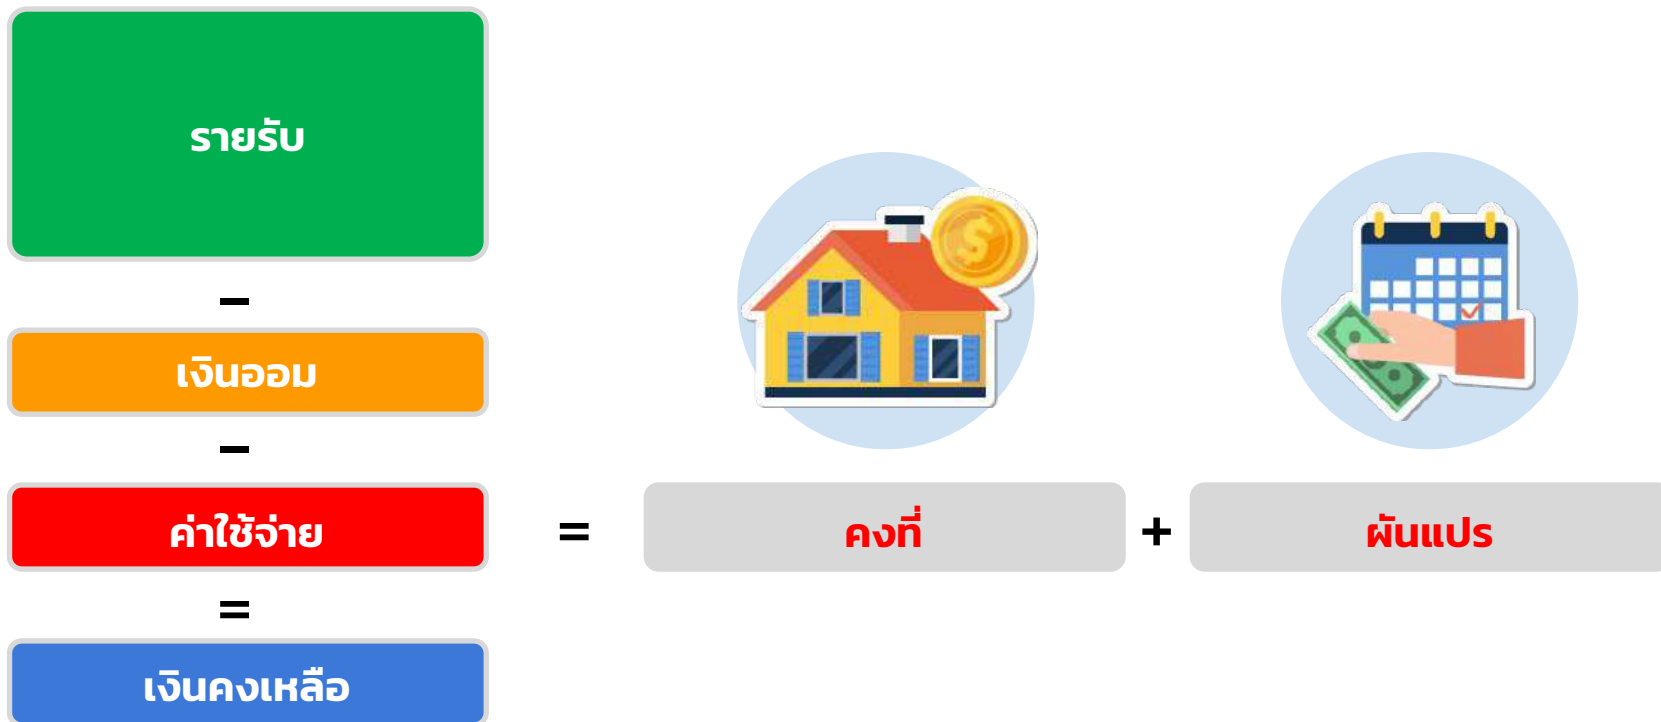 รายรับ
-
เงินออม
-
ค่าใช้จ่าย = คงที่ + ผันแปร
=
เงินคงเหลือ